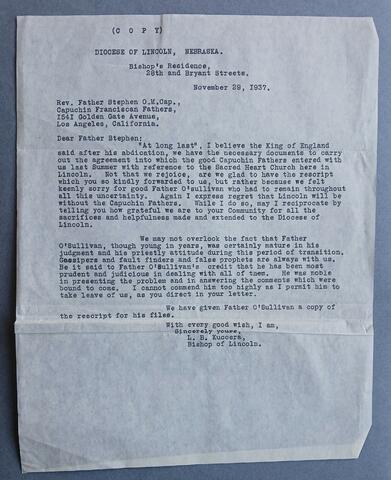 (C O P Y)
DIOCESE OF LINCOLN, NEBRASKA.
Bishop's Residence,
28th and Bryant Streets.
November 29, 1937.
Rev. Father Stephen O.M.Cap.,
Capuchin Franciscan Fathers,
1541 Golden Gate Avenue,
Los Angeles, California.
Dear Father Stephen;
"At long last", I believe the King of England
said after his abdication, we have the necessary documents to carry
out the agreement into which the good Capuchin Fathers entered with
us last Summer with reference to the Sacred Heart Church here in
Lincoln. Not that we rejoice, are we glad to have the rescript
which you so kindly forwarded to us, but rather because we felt
keenly sorry for good Father O'sullivan who had to remain throughout
all this uncertainty. Again I express regret that Lincoln will be
without the Capuchin Fathers. While I do so, may I reciprocate by
telling you how grateful we are to your Community for all the
sacrifices and helpfulness made and extended to the Diocese of
Lincoln.
We may not overlook the fact that Father
O'Sullivan, though young in years, was certainly mature in his
judgment and his priestly attitude during this period of transition.
Gassipers and fault finders and false prophets are always with us.
Be it said to Father O'Sullivan's credit that he has been most
prudent and judicious in dealing with all of them. He was noble
in presenting the problem and in answering the comments which were
bound to come. I cannot commend him too highly as I permit him to
take leave of us, as you direct in your letter.
We have given Father O'Sullivan a copy of
the rescript for his files.
With every good wish, I am,
Sincerely yours,
L. B. Kucera,
Bishop of Lincoln.